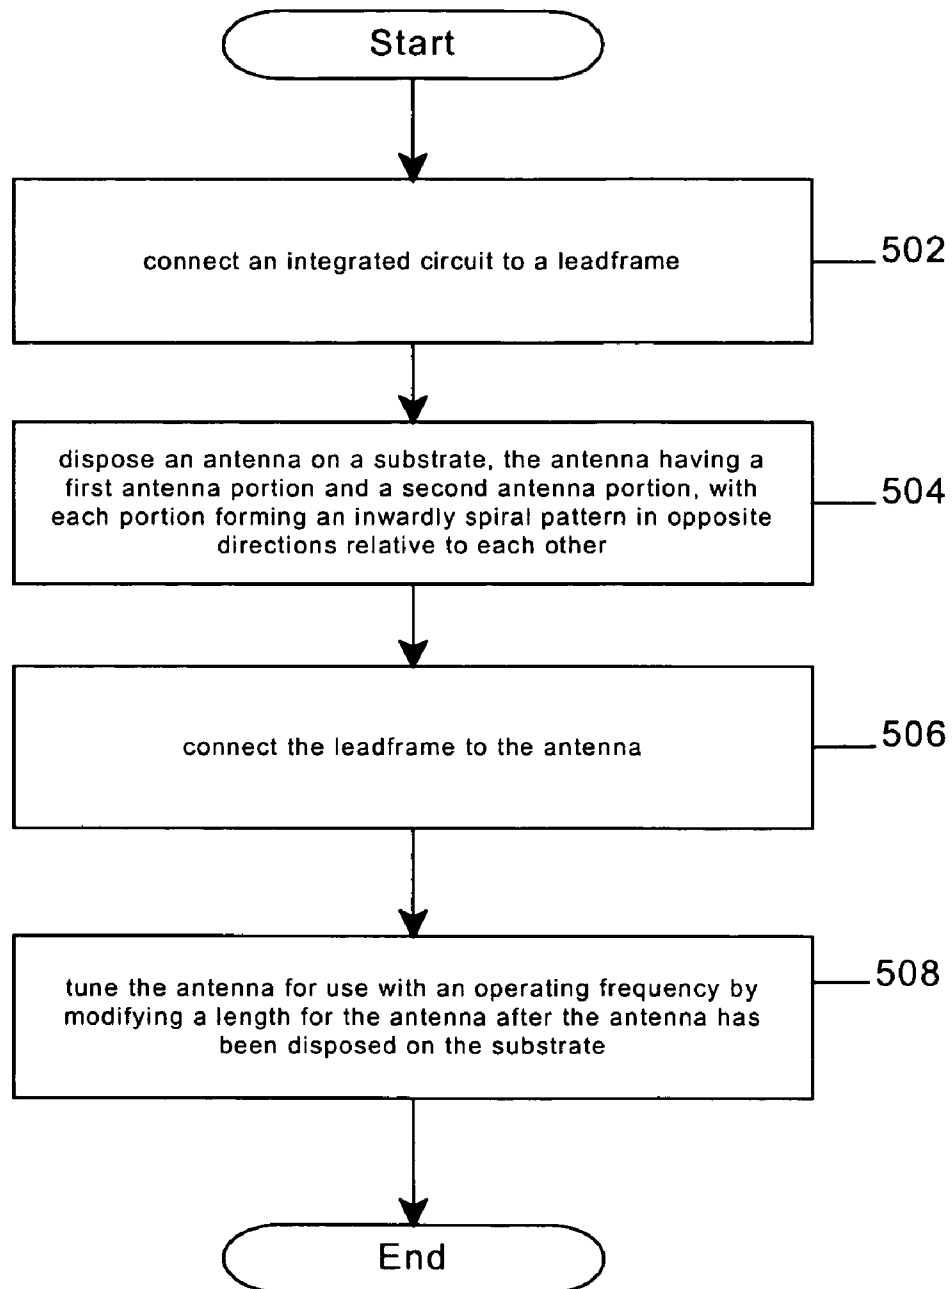 Start
connect an integrated circuit to a leadframe
502
dispose an antenna on a substrate, the antenna having a
first antenna portion and a second antenna portion, with
each portion forming an inwardly spiral pattern in opposite
directions relative to each other
504
connect the leadframe to the antenna
506
tune the antenna for use with an operating frequency by
modifying a length for the antenna after the antenna has
been disposed on the substrate
508
End